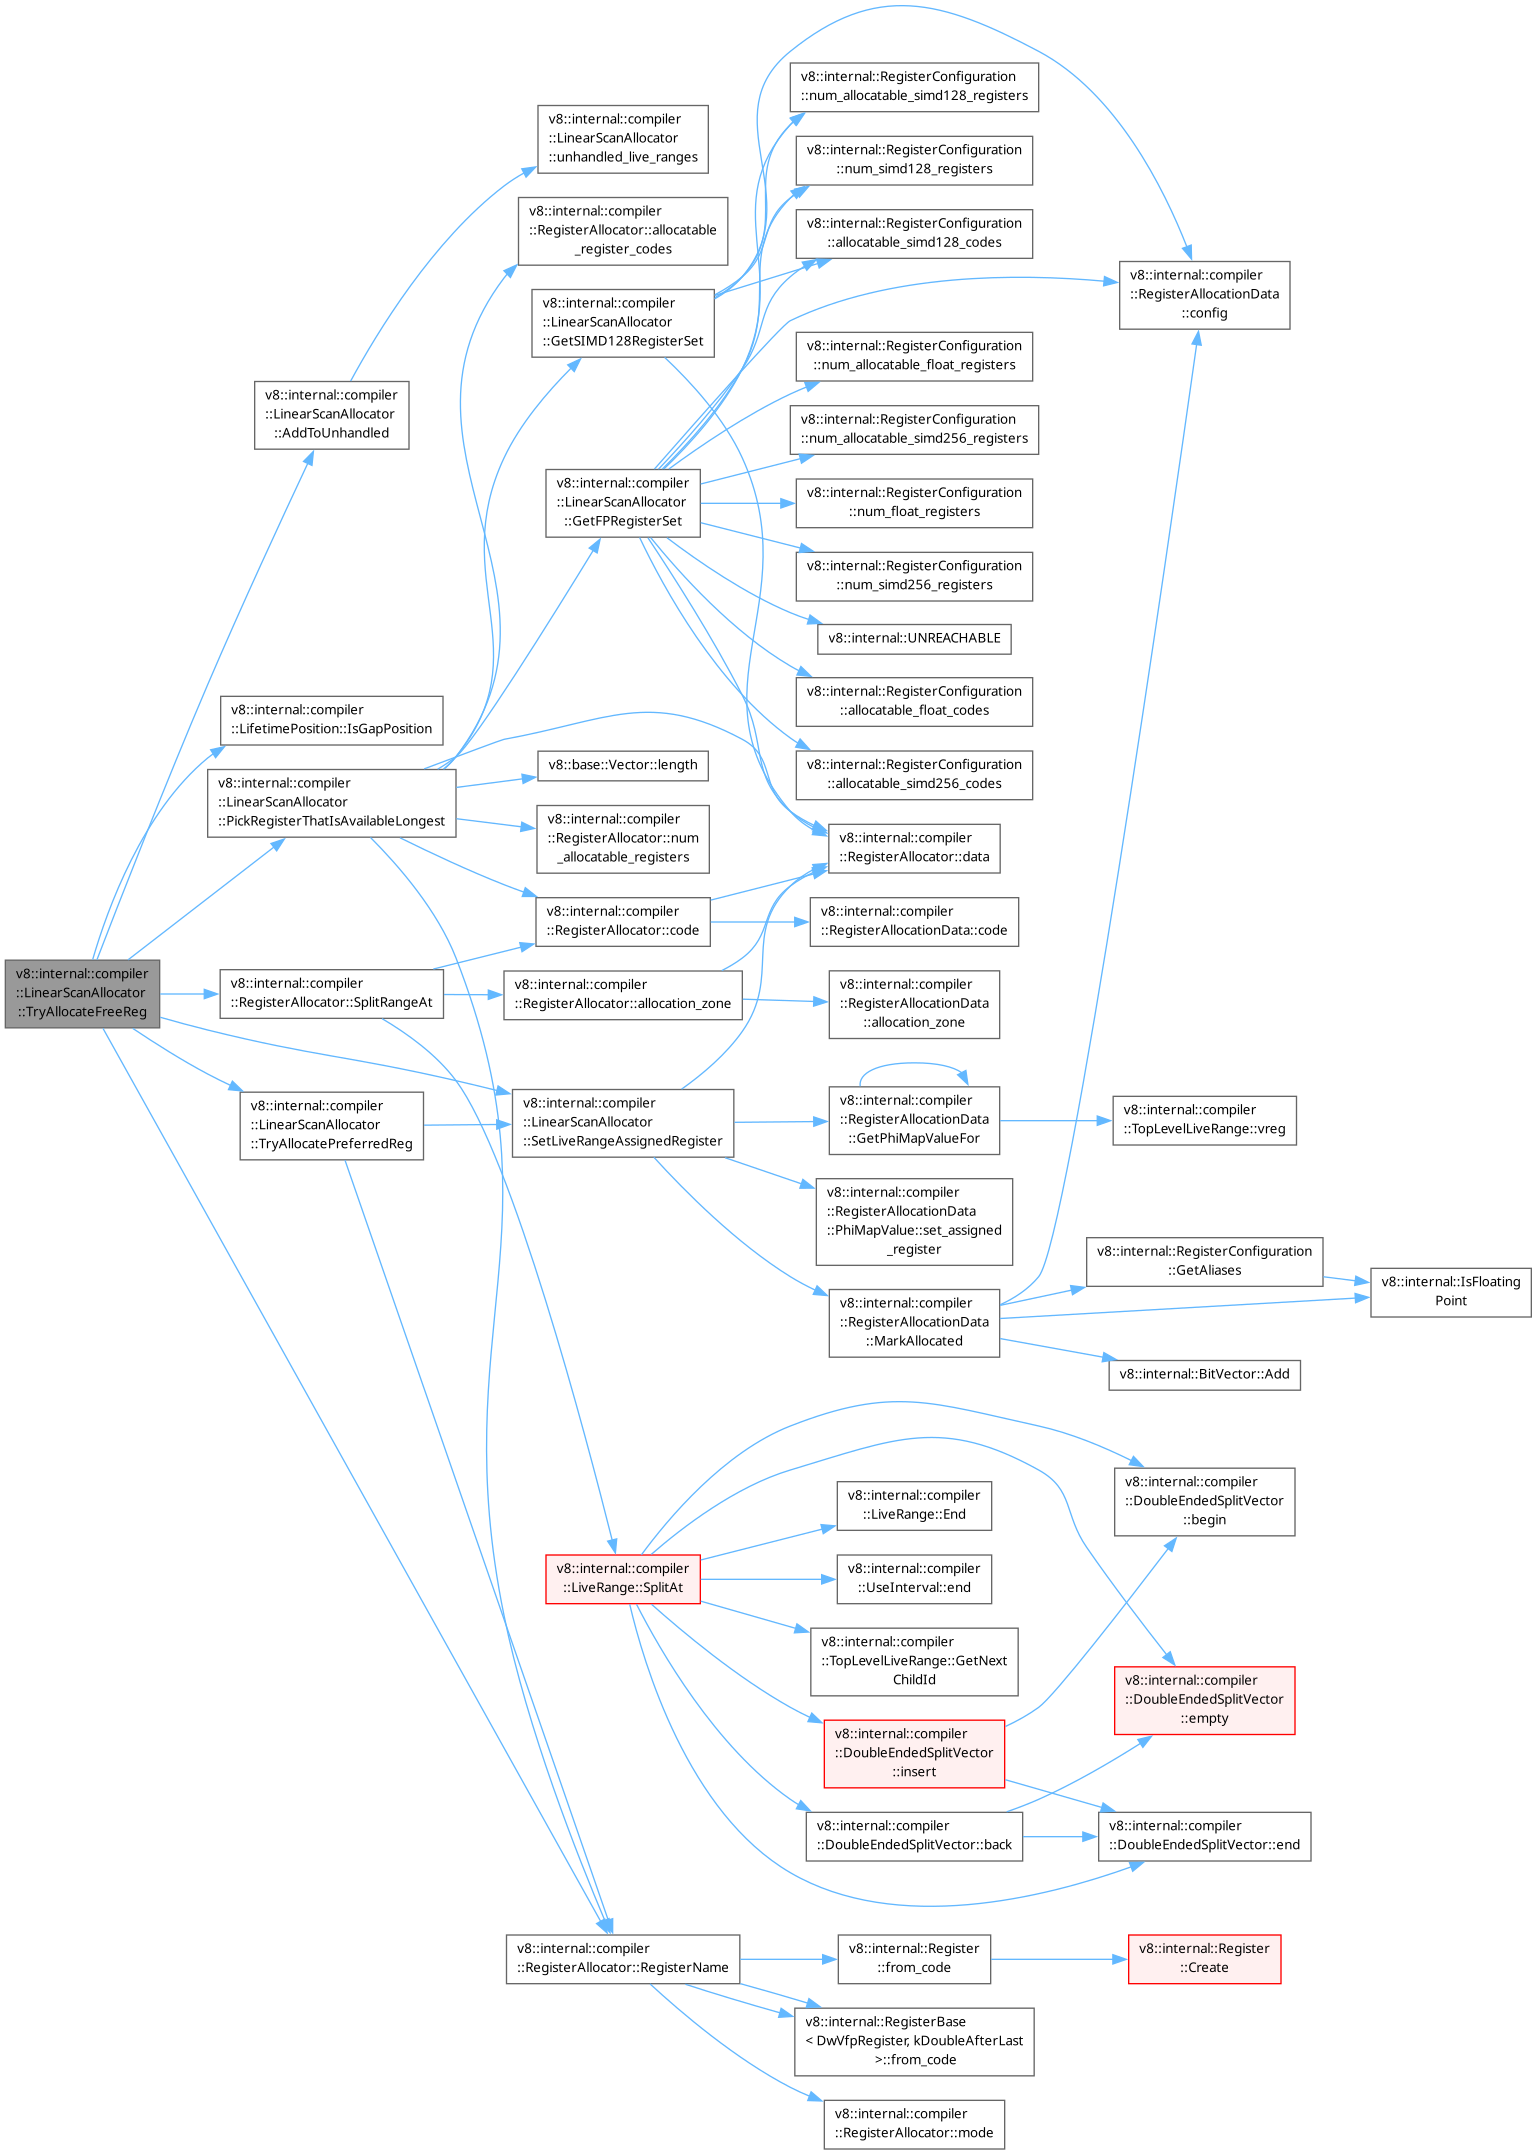 v8::internal::compiler
::LinearScanAllocator
::TryAllocateFreeReg
v8::internal::compiler
::LinearScanAllocator
::AddToUnhandled
v8::internal::compiler
::LifetimePosition::IsGapPosition
v8::internal::compiler
::LinearScanAllocator
::PickRegisterThatIsAvailableLongest
v8::internal::compiler
::RegisterAllocator::SplitRangeAt
v8::internal::compiler
::LinearScanAllocator
::TryAllocatePreferredReg
v8::internal::compiler
::LinearScanAllocator
::unhandled_live_ranges
v8::internal::compiler
::RegisterAllocator::allocatable
_register_codes
v8::internal::compiler
::LinearScanAllocator
::GetSIMD128RegisterSet
v8::internal::compiler
::LinearScanAllocator
::GetFPRegisterSet
v8::base::Vector::length
v8::internal::compiler
::RegisterAllocator::num
_allocatable_registers
v8::internal::compiler
::RegisterAllocator::code
v8::internal::compiler
::RegisterAllocator::allocation_zone
v8::internal::compiler
::LinearScanAllocator
::SetLiveRangeAssignedRegister
v8::internal::compiler
::LiveRange::SplitAt
v8::internal::compiler
::RegisterAllocator::RegisterName
v8::internal::RegisterConfiguration
::num_allocatable_simd128_registers
v8::internal::RegisterConfiguration
::num_simd128_registers
v8::internal::RegisterConfiguration
::allocatable_simd128_codes
v8::internal::RegisterConfiguration
::num_allocatable_float_registers
v8::internal::RegisterConfiguration
::num_allocatable_simd256_registers
v8::internal::RegisterConfiguration
::num_float_registers
v8::internal::RegisterConfiguration
::num_simd256_registers
v8::internal::UNREACHABLE
v8::internal::RegisterConfiguration
::allocatable_float_codes
v8::internal::RegisterConfiguration
::allocatable_simd256_codes
v8::internal::compiler
::RegisterAllocator::data
v8::internal::compiler
::RegisterAllocationData::code
v8::internal::compiler
::RegisterAllocationData
::allocation_zone
v8::internal::compiler
::RegisterAllocationData
::GetPhiMapValueFor
v8::internal::compiler
::RegisterAllocationData
::PhiMapValue::set_assigned
_register
v8::internal::compiler
::RegisterAllocationData
::MarkAllocated
v8::internal::compiler
::LiveRange::End
v8::internal::compiler
::UseInterval::end
v8::internal::compiler
::TopLevelLiveRange::GetNext
ChildId
v8::internal::compiler
::DoubleEndedSplitVector
::insert
v8::internal::compiler
::DoubleEndedSplitVector::back
v8::internal::Register
::from_code
v8::internal::RegisterBase
< DwVfpRegister, kDoubleAfterLast
>::from_code
v8::internal::compiler
::RegisterAllocator::mode
v8::internal::compiler
::RegisterAllocationData
::config
v8::internal::compiler
::TopLevelLiveRange::vreg
v8::internal::RegisterConfiguration
::GetAliases
v8::internal::BitVector::Add
v8::internal::compiler
::DoubleEndedSplitVector
::begin
v8::internal::compiler
::DoubleEndedSplitVector
::empty
v8::internal::compiler
::DoubleEndedSplitVector::end
v8::internal::Register
::Create
v8::internal::IsFloating
Point